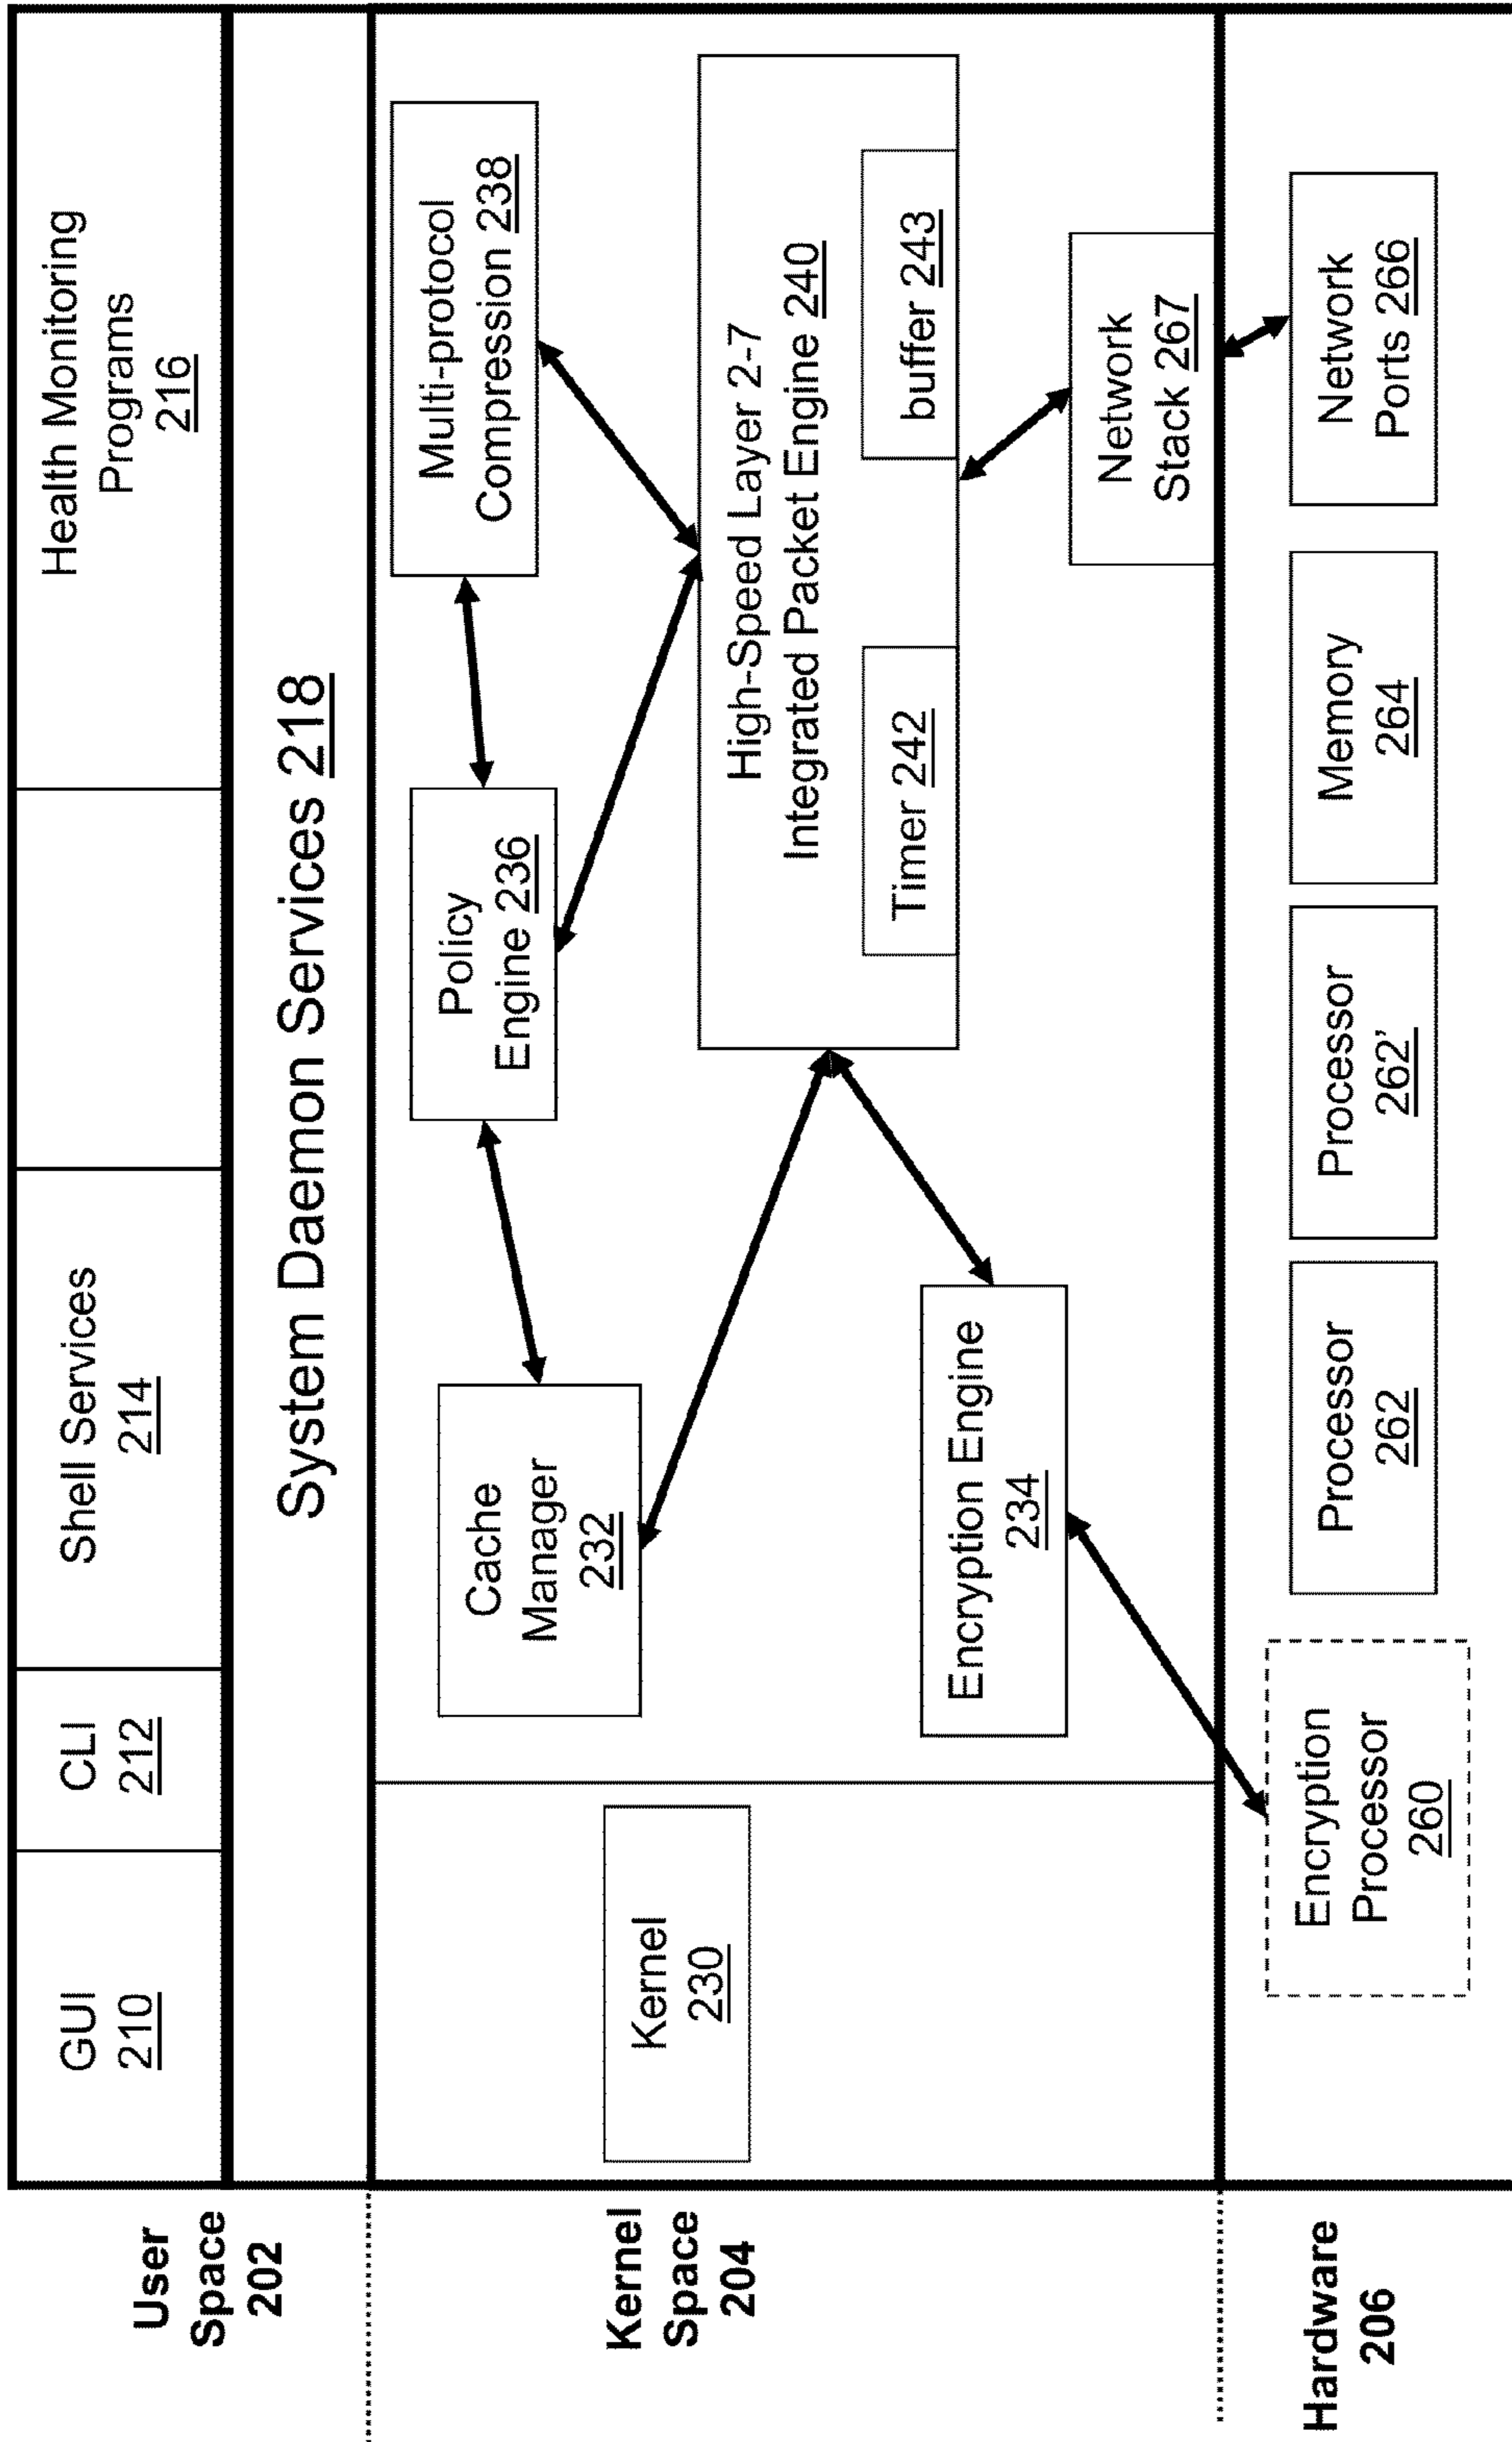 User
Space
202
GUI
210
CLI
212
Shell Services
214
Health Monitoring
Programs
216
System Daemon Services 218
Kernel
Space
204
Kernel
230
Cache
Manager
232
Policy
Engine 236
Multi-protocol
Compression 238
High-Speed Layer 2-7
Integrated Packet Engine 240
Timer 242
buffer 243
Encryption Engine
234
Network
Stack 267
Hardware
206
Encryption
Processor
260
Processor
262
Processor
262'
Memory
264
Network
Ports 266